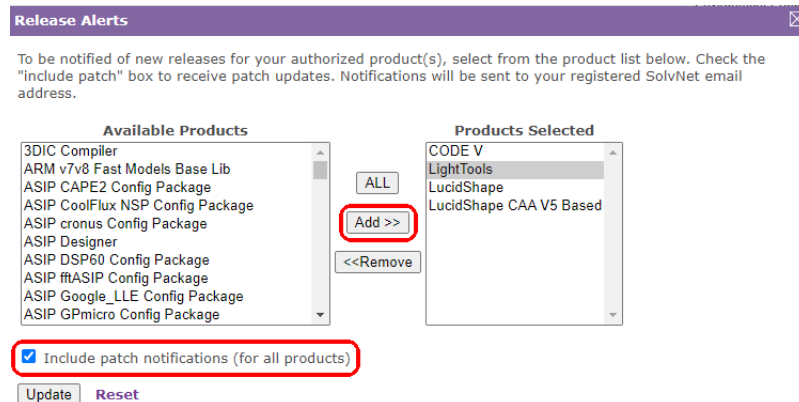 Release Alerts
To be notified of new releases for your authorized product(s), select from the product list below. Check the
"include patch" box to receive patch updates. Notifications will be sent to your registered SolvNet email
address.
Available Products
3DIC Compiler
ARM v7v8 Fast Models Base Lib
ASIP CAPE2 Config Package
ASIP CoolFlux NSP Config Package
ASIP cronus Config Package
ASIP Designer
ASIP DSP60 Config Package
ASIP fftASIP Config Package
ASIP Google_LLE Config Package
ASIP GPmicro Config Package
ALL
Add >>
<<Remove
Products Selected
CODE V
LightTools
LucidShape
LucidShape CAA V5 Based
Include patch notifications (for all products)
Update Reset